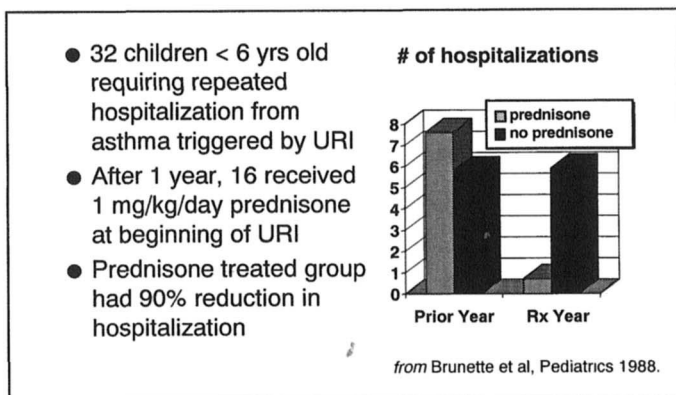 ● 32 children < 6 yrs old
requiring repeated
hospitalization from
asthma triggered by URI
● After 1 year, 16 received
1 mg/kg/day prednisone
at beginning of URI
● Prednisone treated group
had 90% reduction in
hospitalization
# of hospitalizations
prednisone
no prednisone
8
7
6
5
4
3
2
1
0
Prior Year Rx Year
from Brunette et al, Pediatrics 1988.